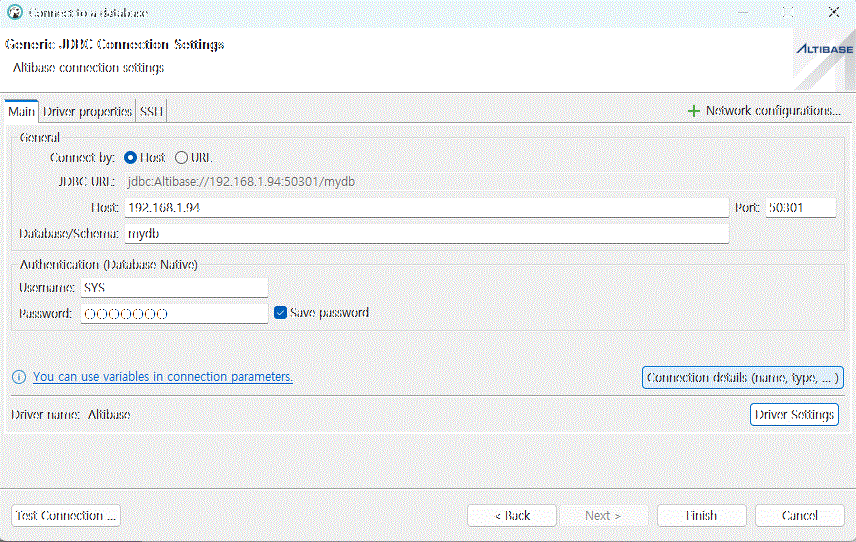 Connect to a database
Generic JDBC Connection Settings
Altibase connection settings
ALTIBASE
Main Driver properties SSH
Network configurations...
General
Connect by: Host URL
JDBC URL: jdbc:Altibase://192.168.1.94:50301/mydb
Host: 192.168.1.94 Port: 50301
Database/Schema: mydb
Authentication (Database Native)
Username: SYS
Password: Save password
You can use variables in connection parameters.
Connection details (name, type, ... )
Driver name: Altibase
Driver Settings
Test Connection ... < Back Next > Finish Cancel